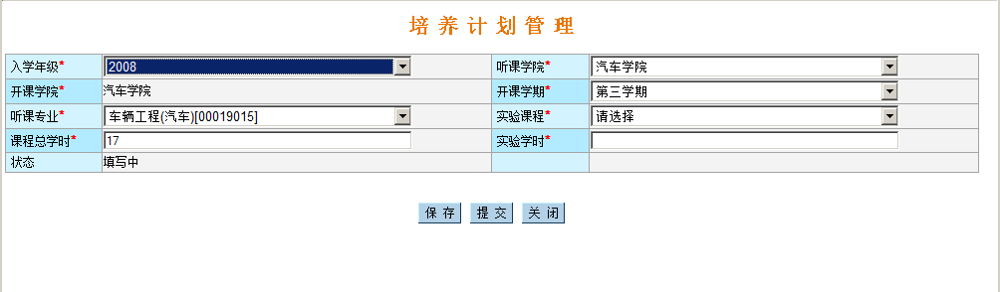 培养计划管理
入学年级* 2008 听课学院* 汽车学院
开课学院* 汽车学院 开课学期* 第三学期
听课专业* 车辆工程(汽车)[00019015] 实验课程* 请选择
课程总学时* 17 实验学时*
状态 填写中
保存 提交 关闭